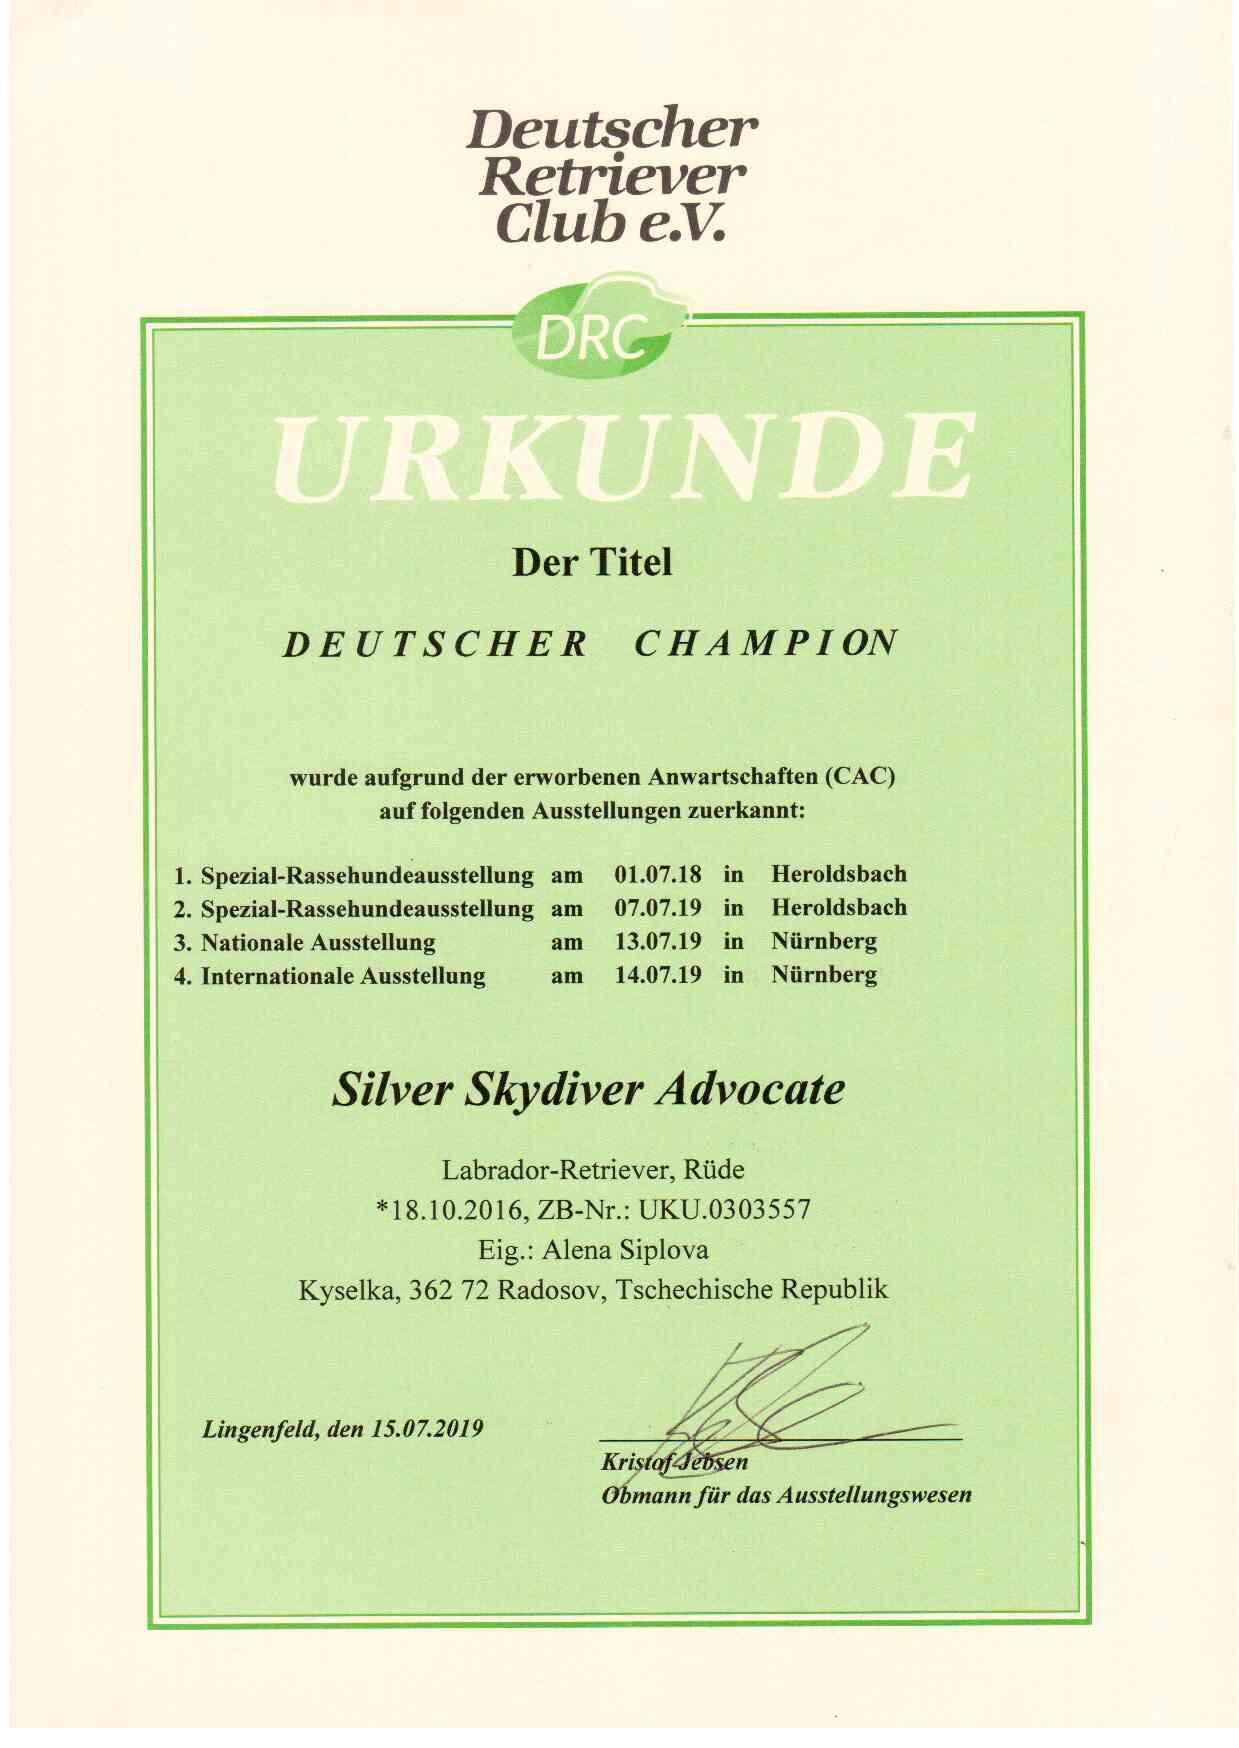 Deutscher
Retriever
Club e.V.
DRC
URKUNDE
Der Titel
DEUTSCHER CHAMPION
wurde aufgrund der erworbenen Anwartschaften (CAC)
auf folgenden Ausstellungen zuerkannt:
1. Spezial-Rassehundeausstellung am 01.07.18 in Heroldsbach
2. Spezial-Rassehundeausstellung am 07.07.19 in Heroldsbach
3. Nationale Ausstellung am 13.07.19 in Nürnberg
4. Internationale Ausstellung am 14.07.19 in Nürnberg
Silver Skydiver Advocate
Labrador-Retriever, Rüde
*18.10.2016, ZB-Nr.: UKU.0303557
Eig.: Alena Siplova
Kyselka, 362 72 Radosov, Tschechische Republik
Lingenfeld, den 15.07.2019
Kristof Jebsen
Obmann für das Ausstellungswesen